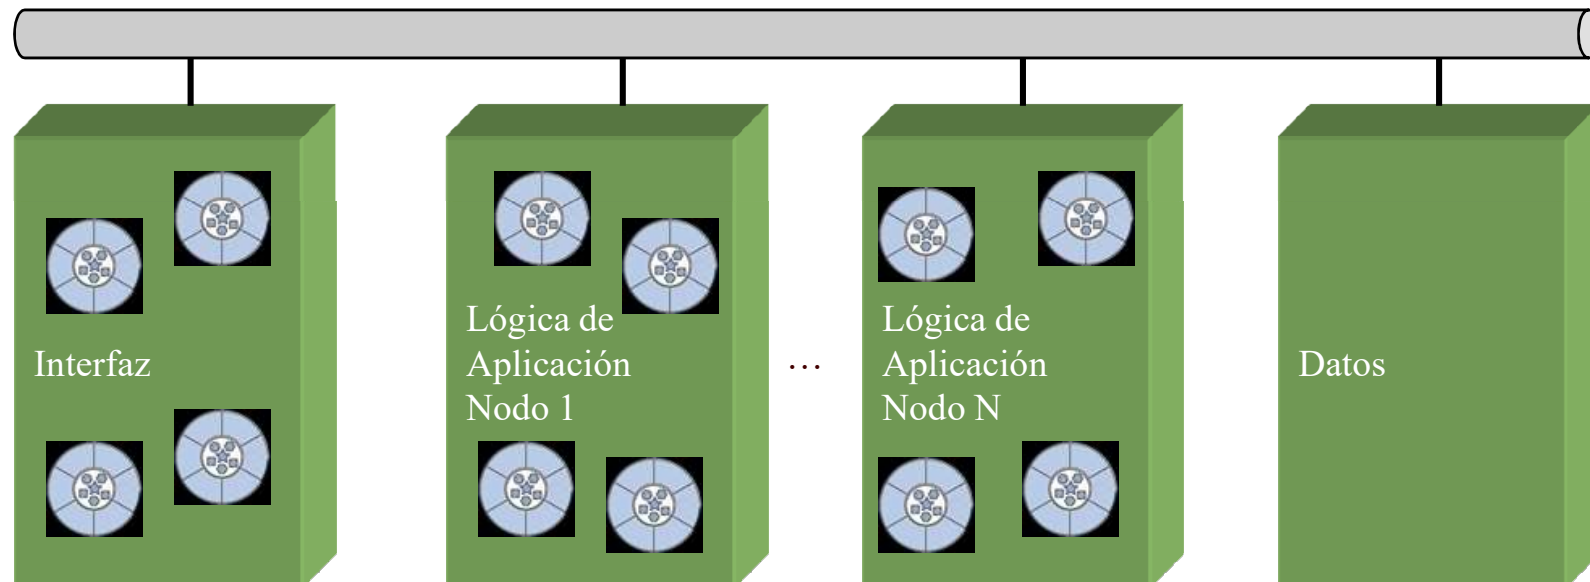 Interfaz
Lógica de
Aplicación
Nodo 1
…
Lógica de
Aplicación
Nodo N
Datos